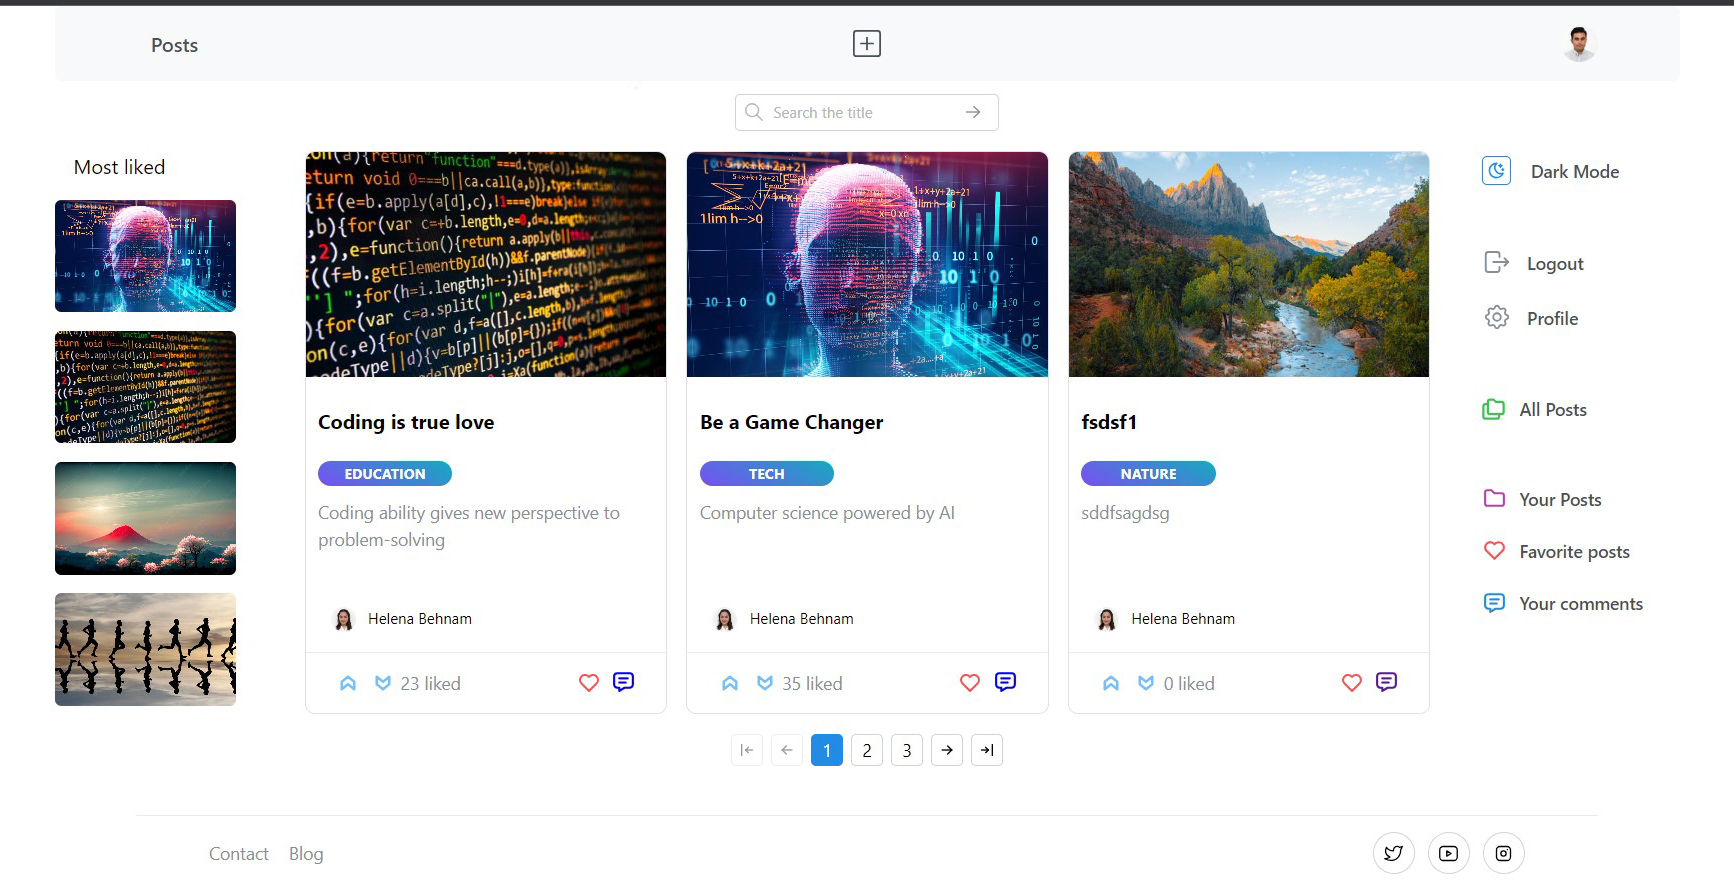 Posts
Search the title
Most liked
Dark Mode
Logout
Profile
All Posts
Your Posts
Favorite posts
Your comments
Coding is true love
EDUCATION
Coding ability gives new perspective to
problem-solving
Helena Behnam
23 liked
Be a Game Changer
TECH
Computer science powered by AI
Helena Behnam
35 liked
fsdsf1
NATURE
sddfsagdsg
Helena Behnam
0 liked
1 2 3
Contact Blog